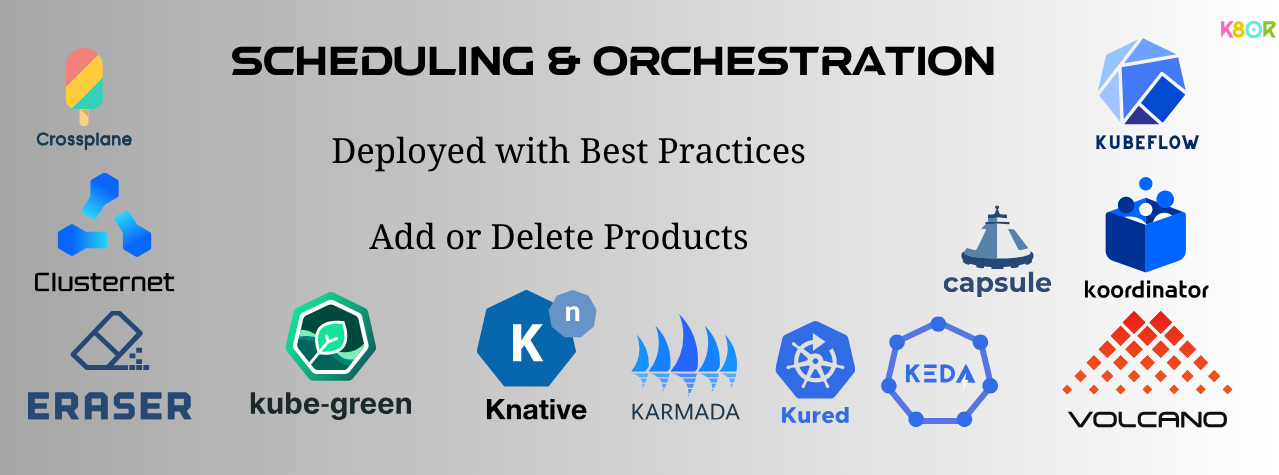 K8OR
SCHEDULING & ORCHESTRATION
Deployed with Best Practices
Add or Delete Products
Crossplane
Clusternet
ERASER
kube-green
K
n
Knative
KARMADA
Kured
KEDA
capsule
KUBEFLOW
koordinator
VOLCANO